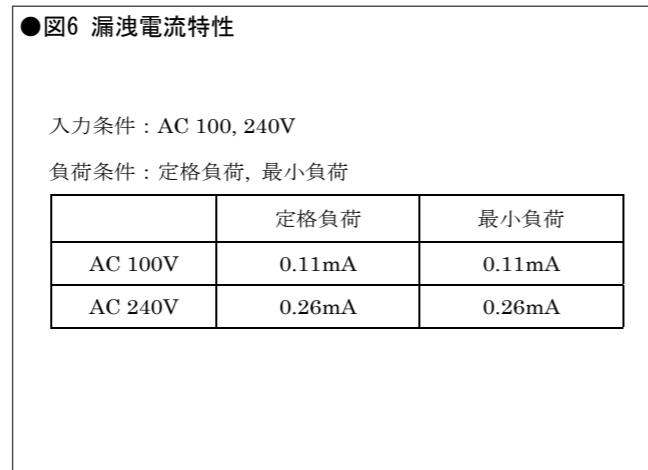 ●図6 漏洩電流特性
入力条件：AC 100, 240V
負荷条件：定格負荷, 最小負荷
定格負荷 最小負荷
AC 100V 0.11mA 0.11mA
AC 240V 0.26mA 0.26mA